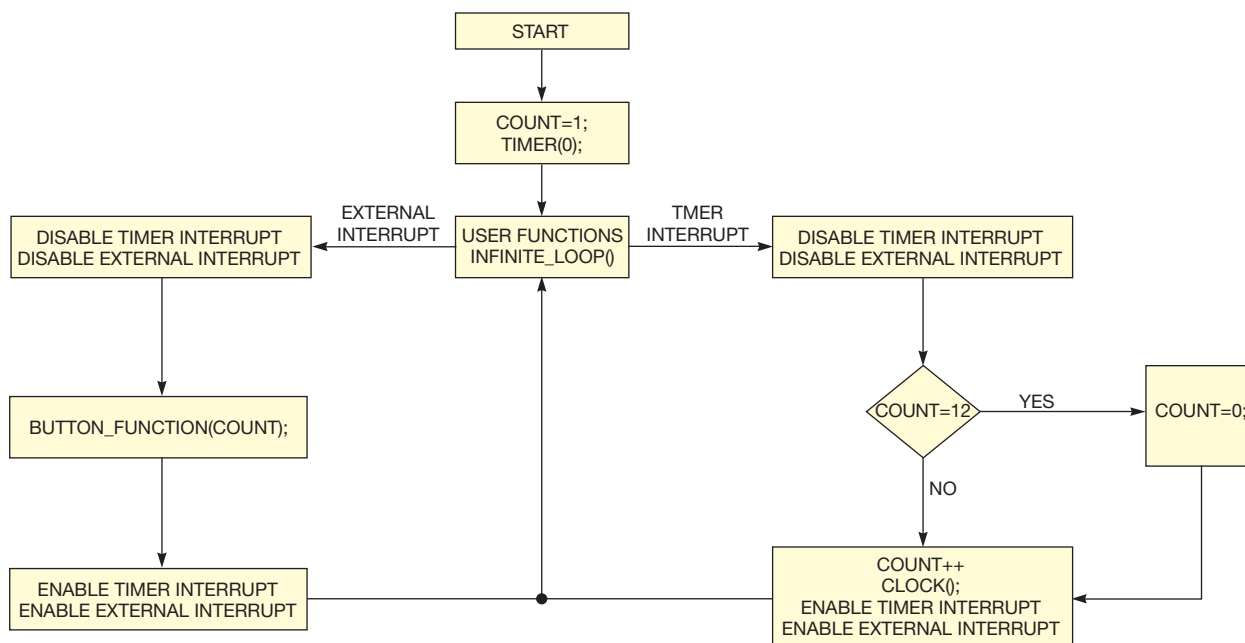 START
COUNT=1;
TIMER(0);
EXTERNAL
INTERRUPT
USER FUNCTIONS
INFINITE_LOOP()
TMER
INTERRUPT
DISABLE TIMER INTERRUPT
DISABLE EXTERNAL INTERRUPT
DISABLE TIMER INTERRUPT
DISABLE EXTERNAL INTERRUPT
BUTTON_FUNCTION(COUNT);
COUNT=12
YES
COUNT=0;
NO
ENABLE TIMER INTERRUPT
ENABLE EXTERNAL INTERRUPT
COUNT++
CLOCK();
ENABLE TIMER INTERRUPT
ENABLE EXTERNAL INTERRUPT